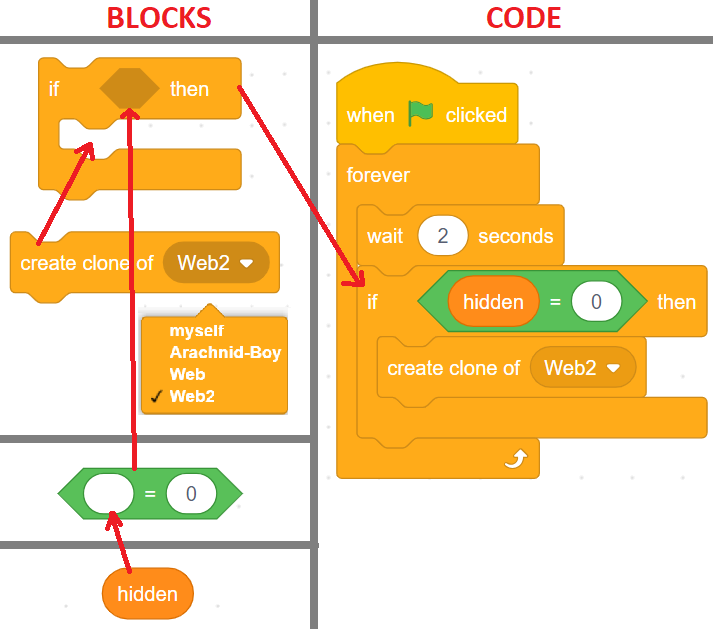 BLOCKS
if then
create clone of Web2
myself
Arachnid-Boy
Web
Web2
= 0
hidden
CODE
when clicked
forever
wait 2 seconds
if hidden = 0 then
create clone of Web2